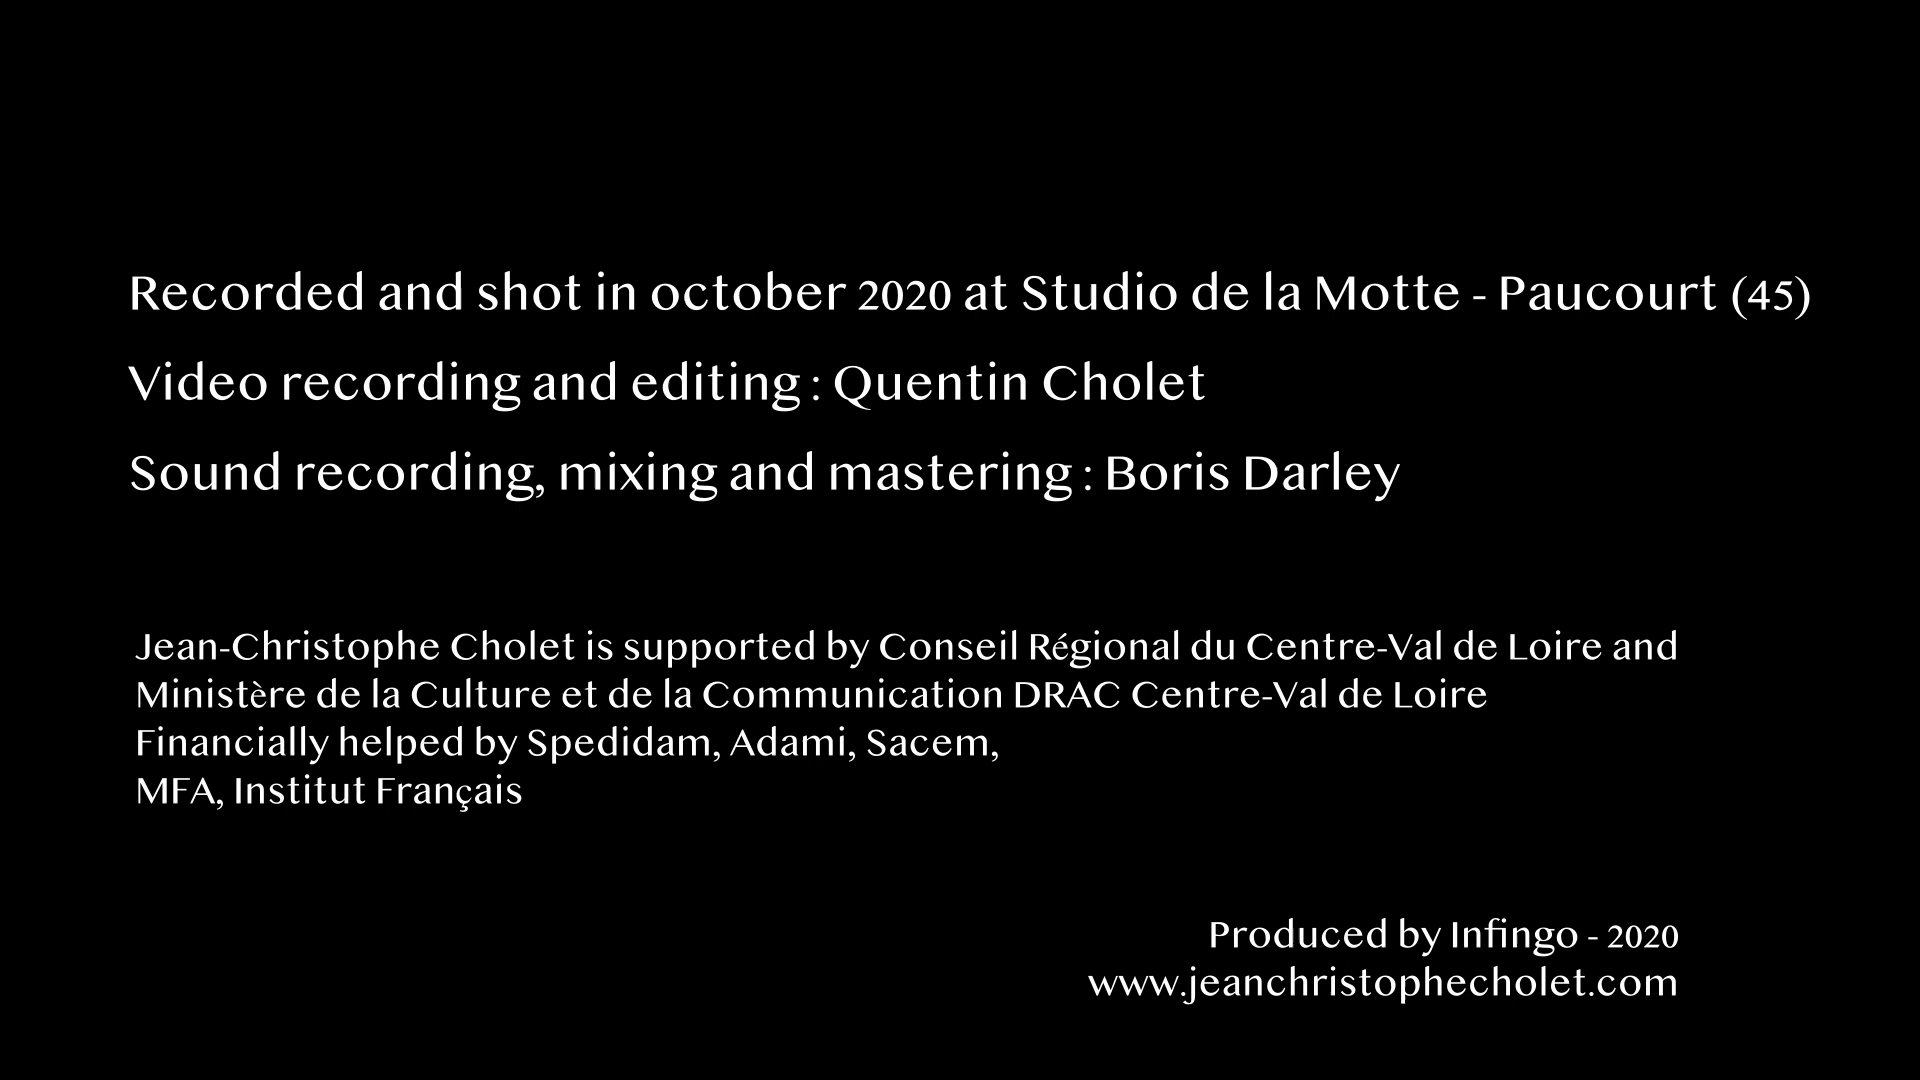 Recorded and shot in october 2020 at Studio de la Motte - Paucourt (45)
Video recording and editing : Quentin Cholet
Sound recording, mixing and mastering : Boris Darley
Jean-Christophe Cholet is supported by Conseil Régional du Centre-Val de Loire and
Ministère de la Culture et de la Communication DRAC Centre-Val de Loire
Financially helped by Spedidam, Adami, Sacem,
MFA, Institut Français
Produced by Infingo - 2020
www.jeanchristophecholet.com